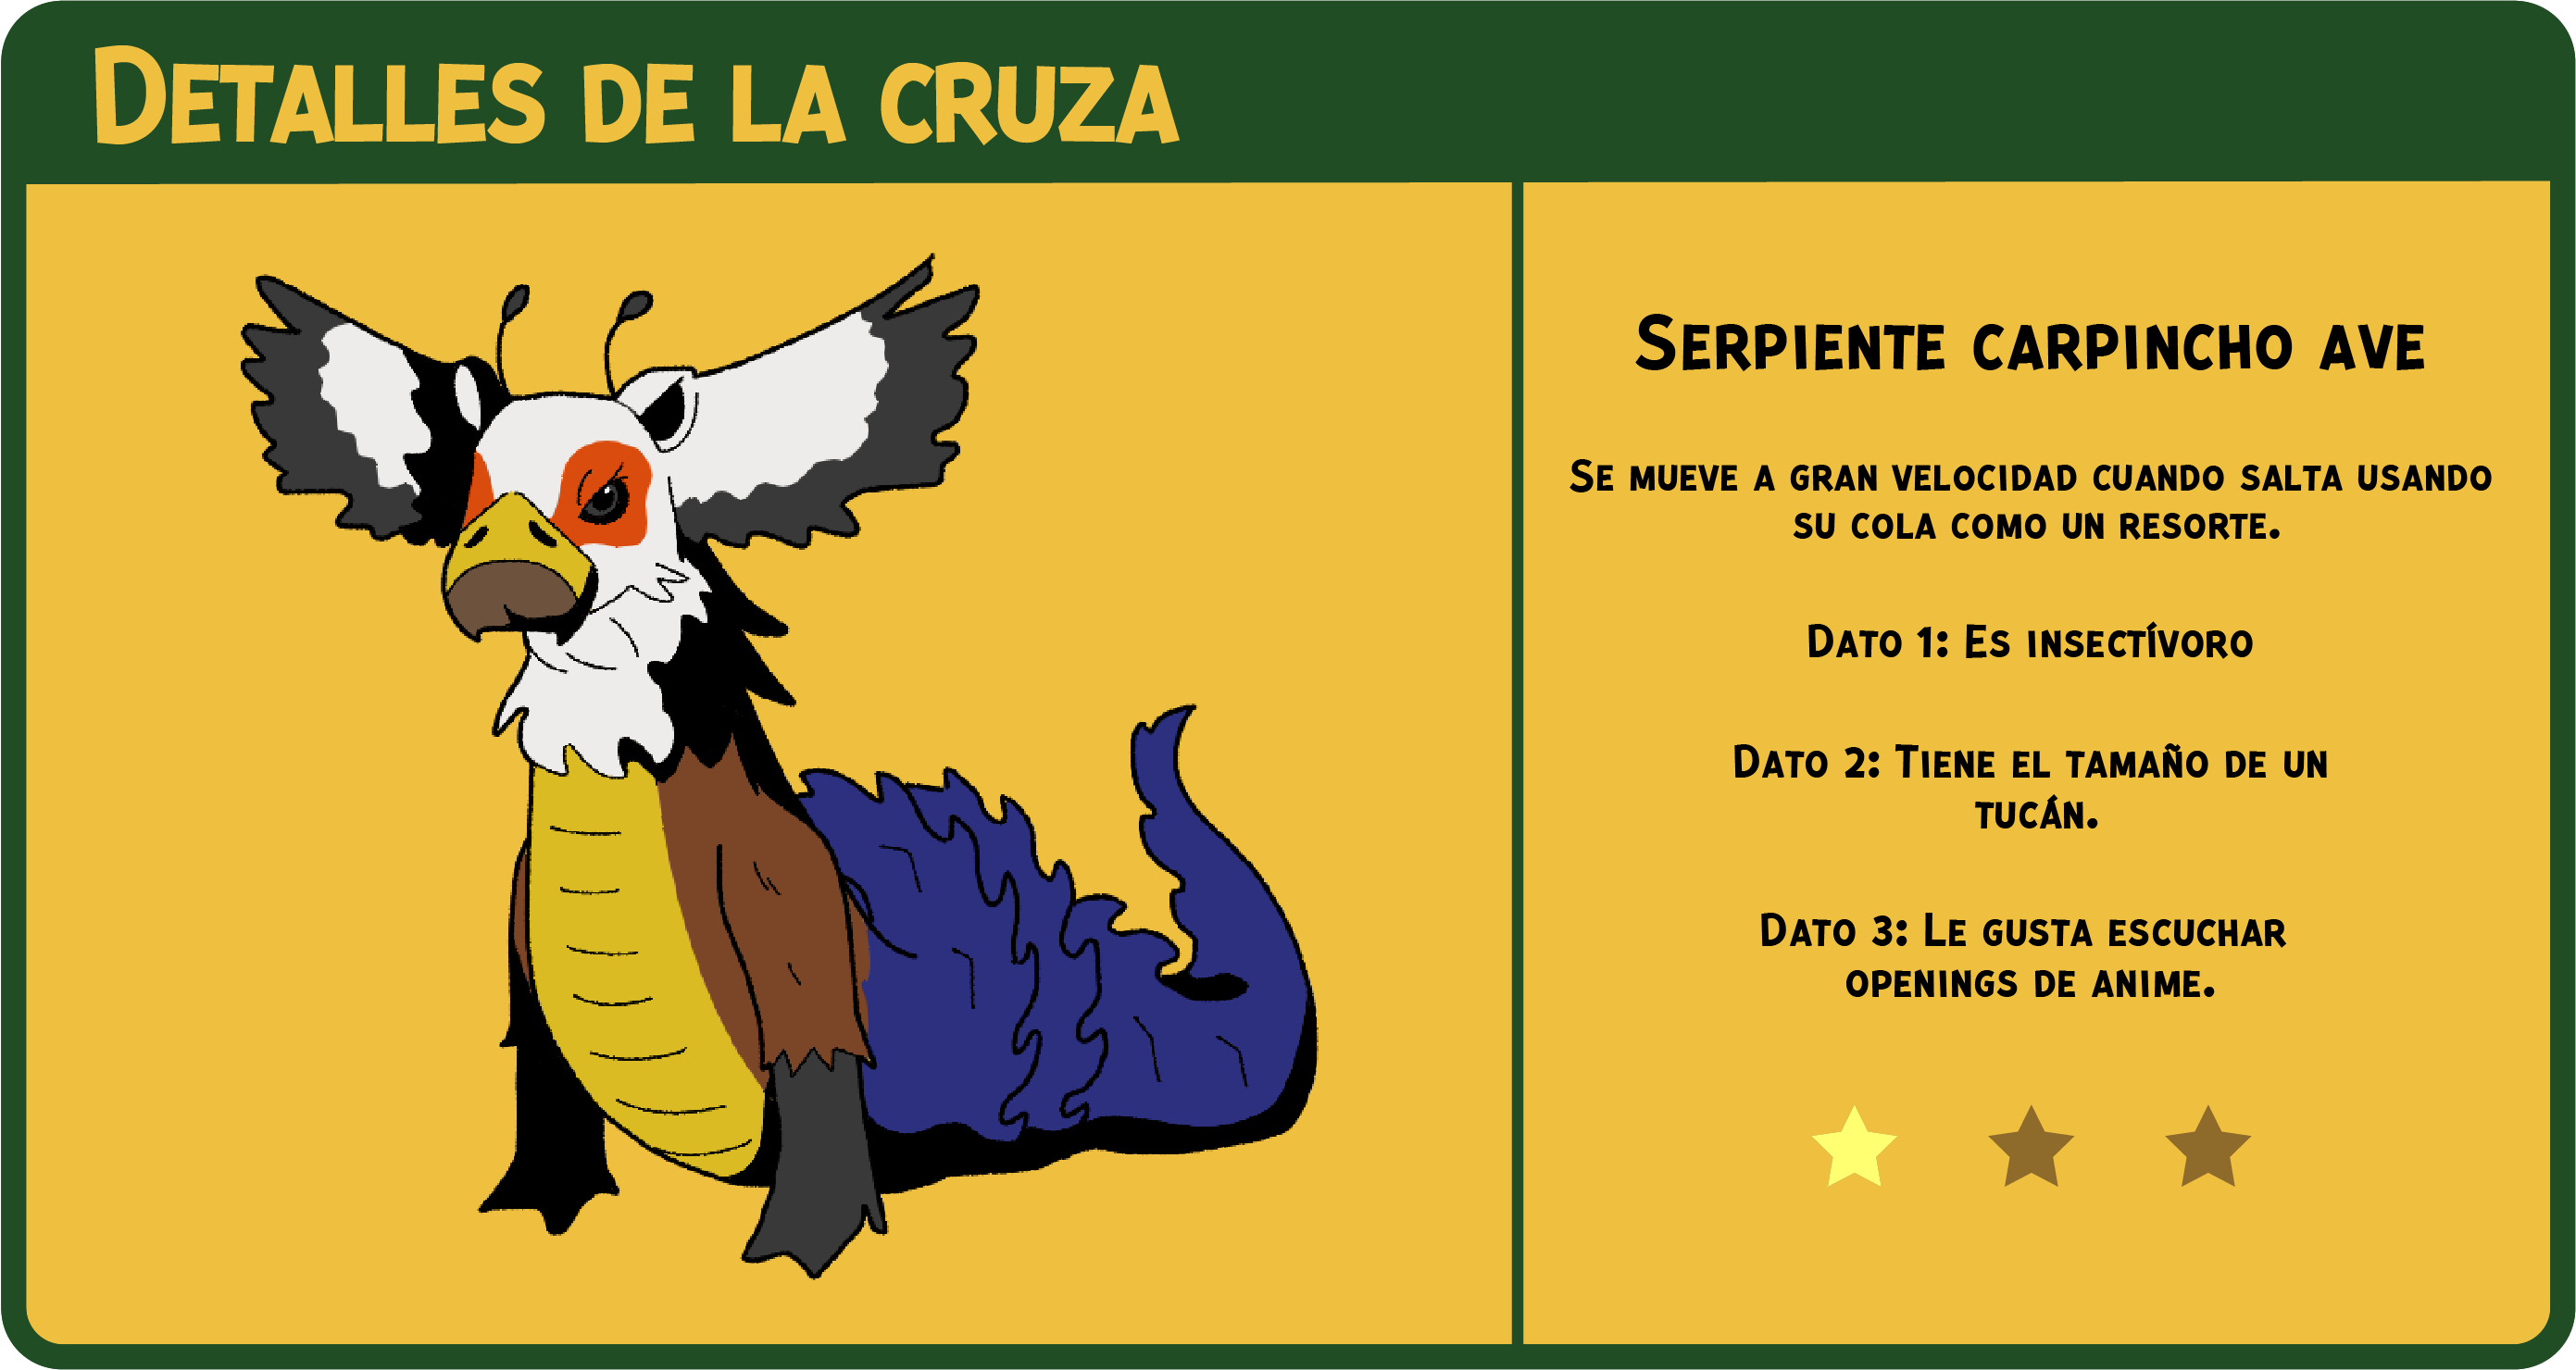 Detalles de la cruza
Serpiente carpincho ave
Se mueve a gran velocidad cuando salta usando
su cola como un resorte.
Dato 1: Es insectívoro
Dato 2: Tiene el tamaño de un
tucán.
Dato 3: Le gusta escuchar
openings de anime.